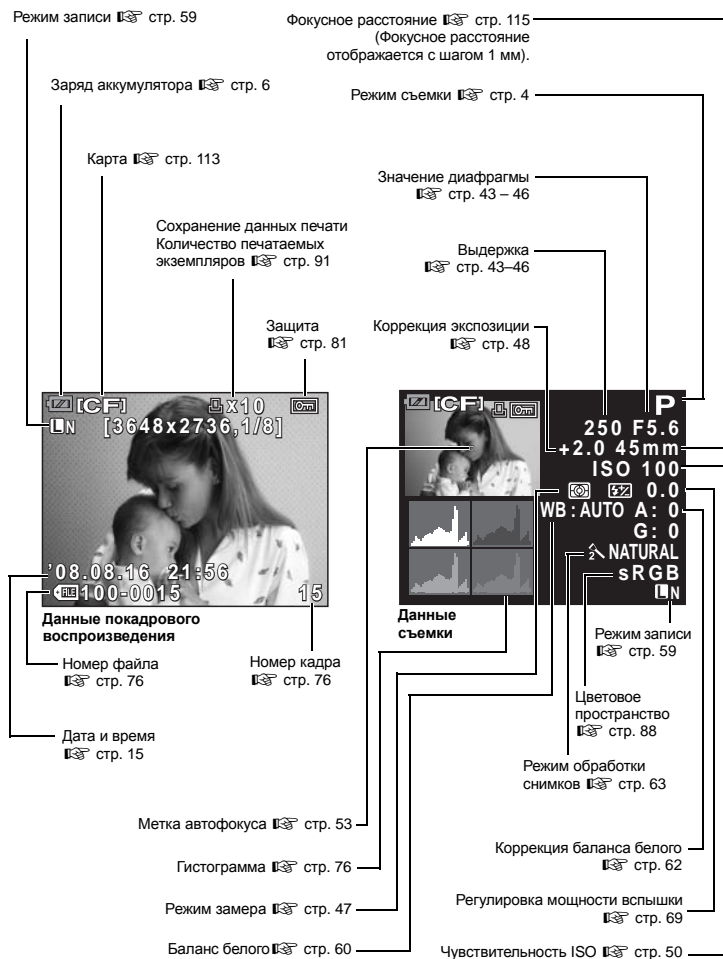 Режим записи ☞ стр. 59
Фокусное расстояние ☞ стр. 115
(Фокусное расстояние
отображается с шагом 1 мм).
Заряд аккумулятора ☞ стр. 6
Режим съемки ☞ стр. 4
Карта ☞ стр. 113
Значение диафрагмы
☞ стр. 43 – 46
Сохранение данных печати
Количество печатаемых
экземпляров ☞ стр. 91
Выдержка
☞ стр. 43–46
Защита
☞ стр. 81
Коррекция экспозиции
☞ стр. 48
[CF] x10
LN [3648x2736,1/8]
'08.08.16 21:56
FILE 100-0015 15
[CF] P
250 F5.6
+2.0 45mm
ISO 100
0.0
WB:AUTO A: 0
G: 0
2 NATURAL
sRGB
LN
Данные покадрового
воспроизведения
Данные
съемки
Номер файла
☞ стр. 76
Номер кадра
☞ стр. 76
Режим записи
☞ стр. 59
Дата и время
☞ стр. 15
Цветовое
пространство
☞ стр. 88
Режим обработки
снимков ☞ стр. 63
Метка автофокуса ☞ стр. 53
Гистограмма ☞ стр. 76
Коррекция баланса белого
☞ стр. 62
Режим замера ☞ стр. 47
Регулировка мощности вспышки
☞ стр. 69
Баланс белого☞ стр. 60
Чувствительность ISO ☞ стр. 50